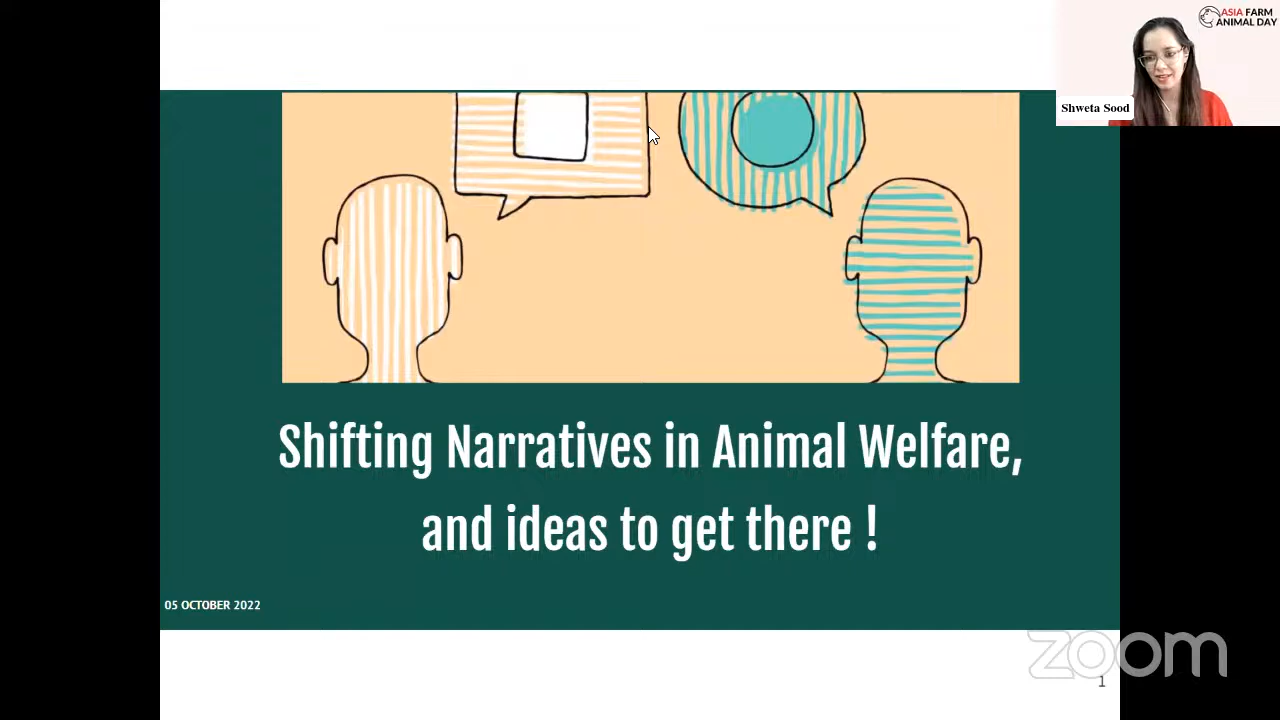 ASIA FARM
ANIMAL DAY
Shweta Sood
Shifting Narratives in Animal Welfare,
and ideas to get there !
05 OCTOBER 2022
zoom
1